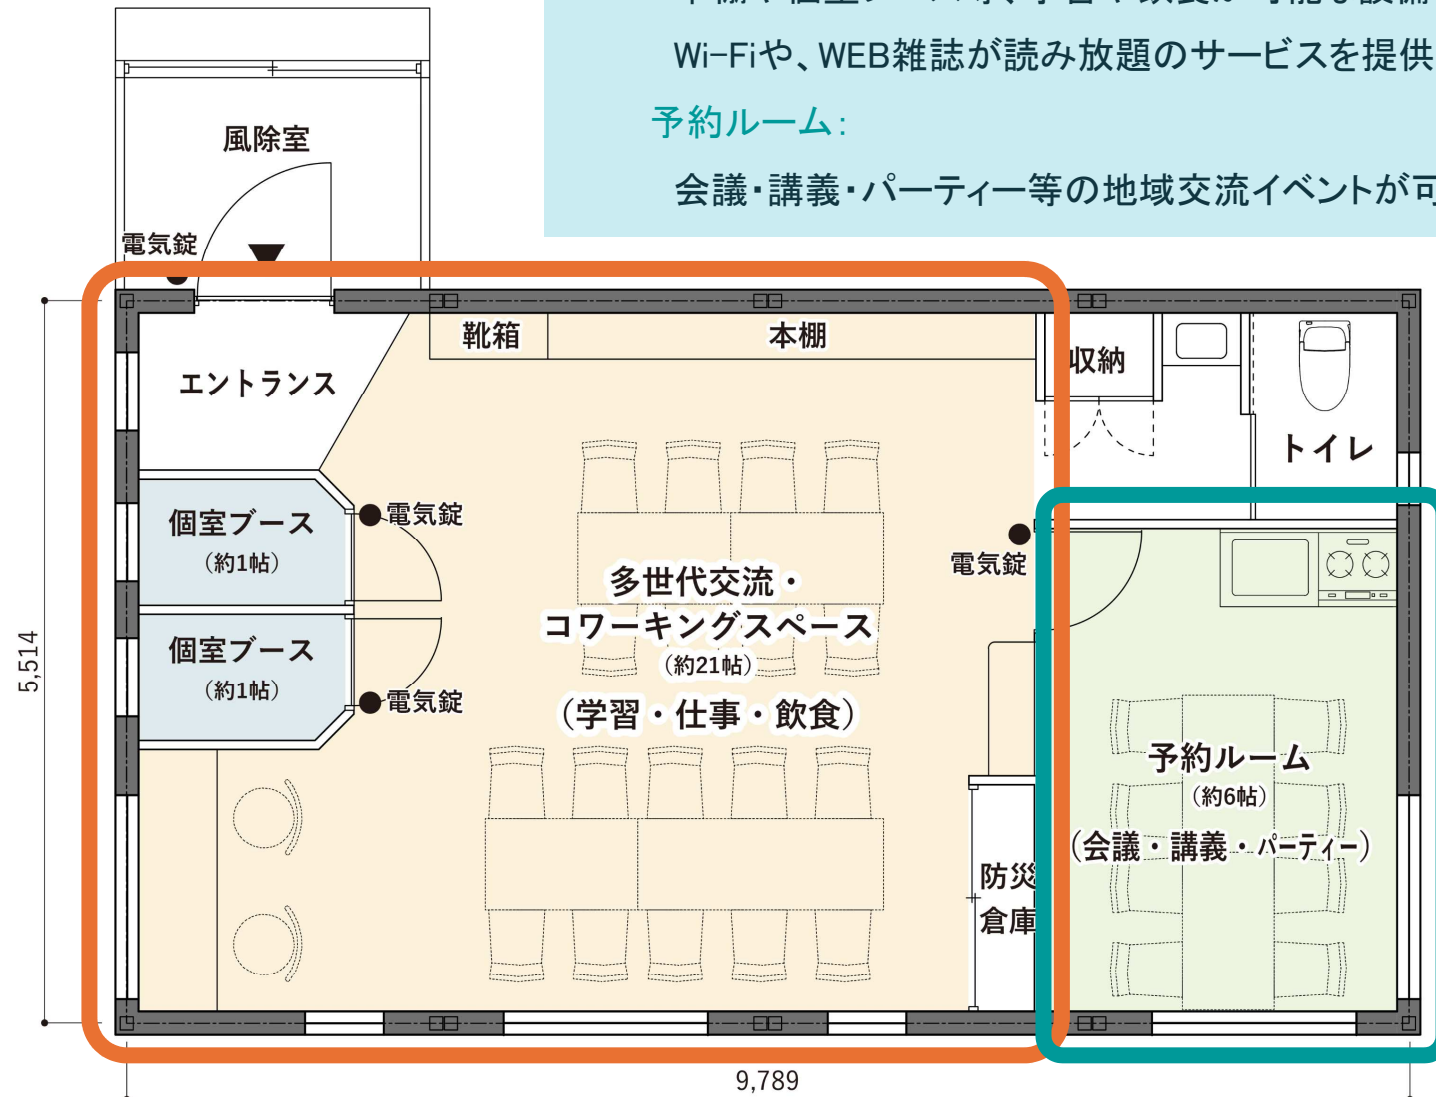 Wi-Fiや、WEB雑誌が読み放題のサービスを提供
予約ルーム:
会議・講義・パーティー等の地域交流イベントが可
風除室
電気錠
靴箱
本棚
収納
エントランス
トイレ
個室ブース
(約1帖)
電気錠
電気錠
多世代交流・
コワーキングスペース
(約21帖)
(学習・仕事・飲食)
個室ブース
(約1帖)
電気錠
予約ルーム
(約6帖)
(会議・講義・パーティー)
防災
倉庫
5,514
9,789